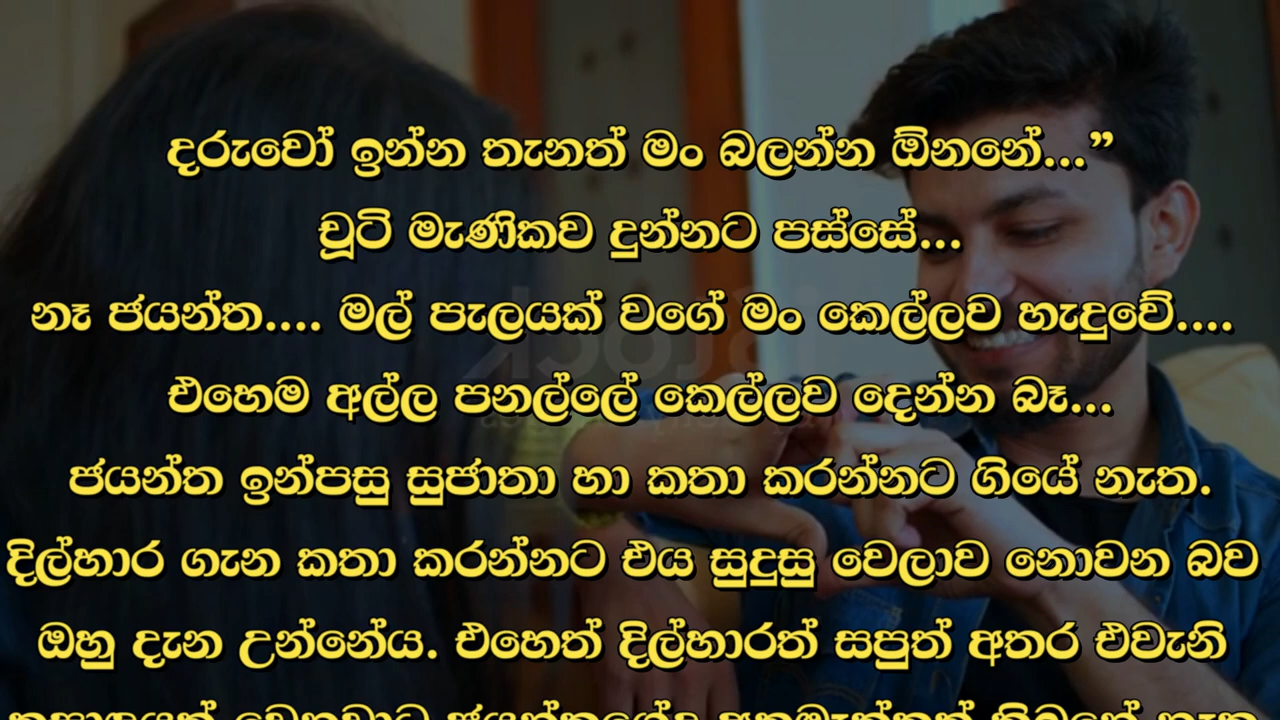 දරුවෝ ඉන්න තැනත් මං බලන්න ඕනනේ...”
චූටි මැණිකව දුන්නට පස්සේ...
නෑ ජයන්ත.... මල් පැලයක් වගේ මං කෙල්ලව හැදුවේ....
එහෙම අල්ල පනල්ලේ කෙල්ලව දෙන්න බෑ...
ජයන්ත ඉන්පසු සුජාතා හා කතා කරන්නට ගියේ නැත.
දිල්හාර ගැන කතා කරන්නට එය සුදුසු වෙලාව නොවන බව
ඔහු දැන උන්නේය. එහෙත් දිල්හාරත් සපුත් අතර එවැනි